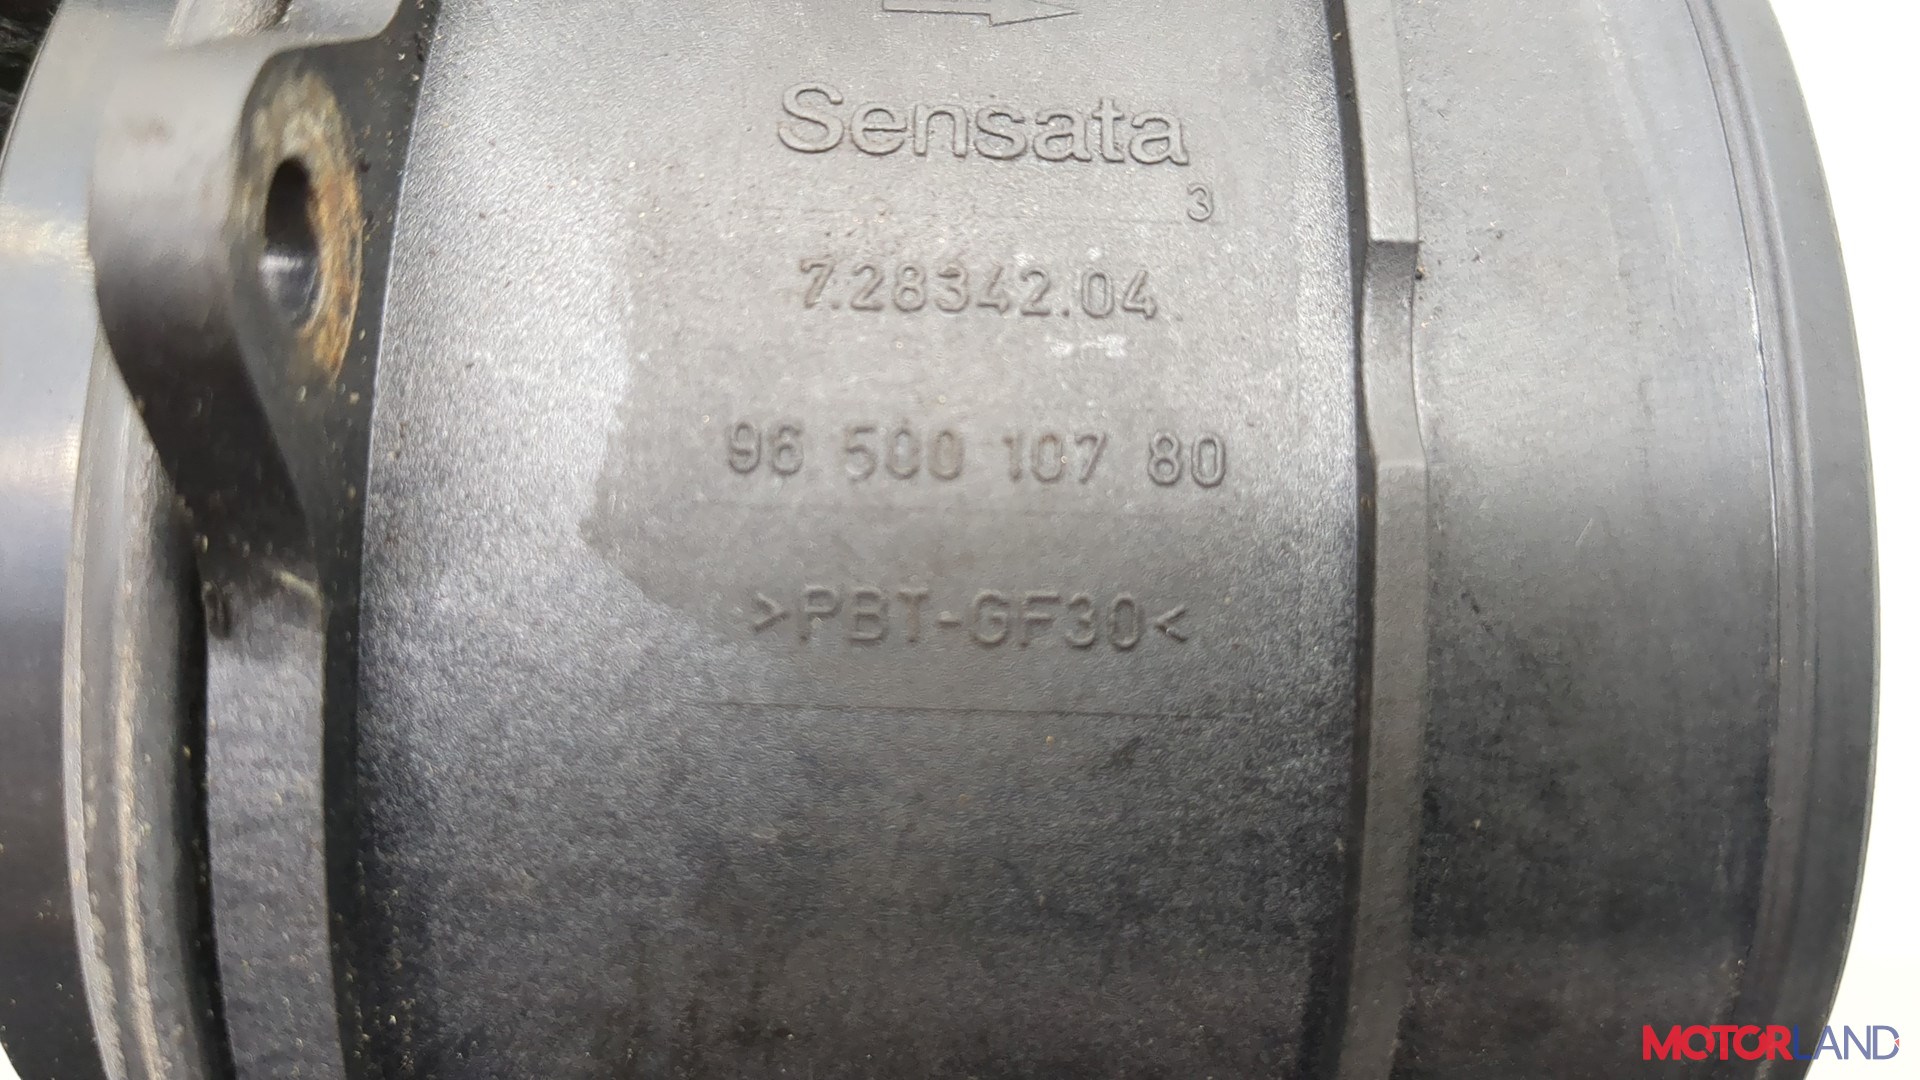 Sensata
3
7.28342.04
96 500 107 80
>PBT-GF30<
MOTORLAND